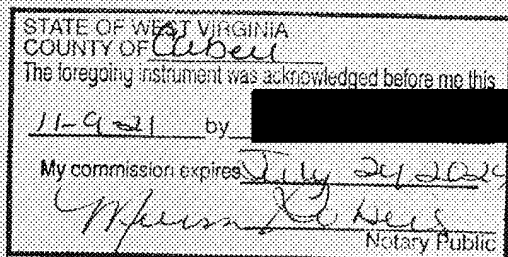 STATE OF WEST VIRGINIA
COUNTY OF Cabell
The foregoing instrument was acknowledged before me this
11-9-21 by
My commission expires July 24 2024
Notary Public